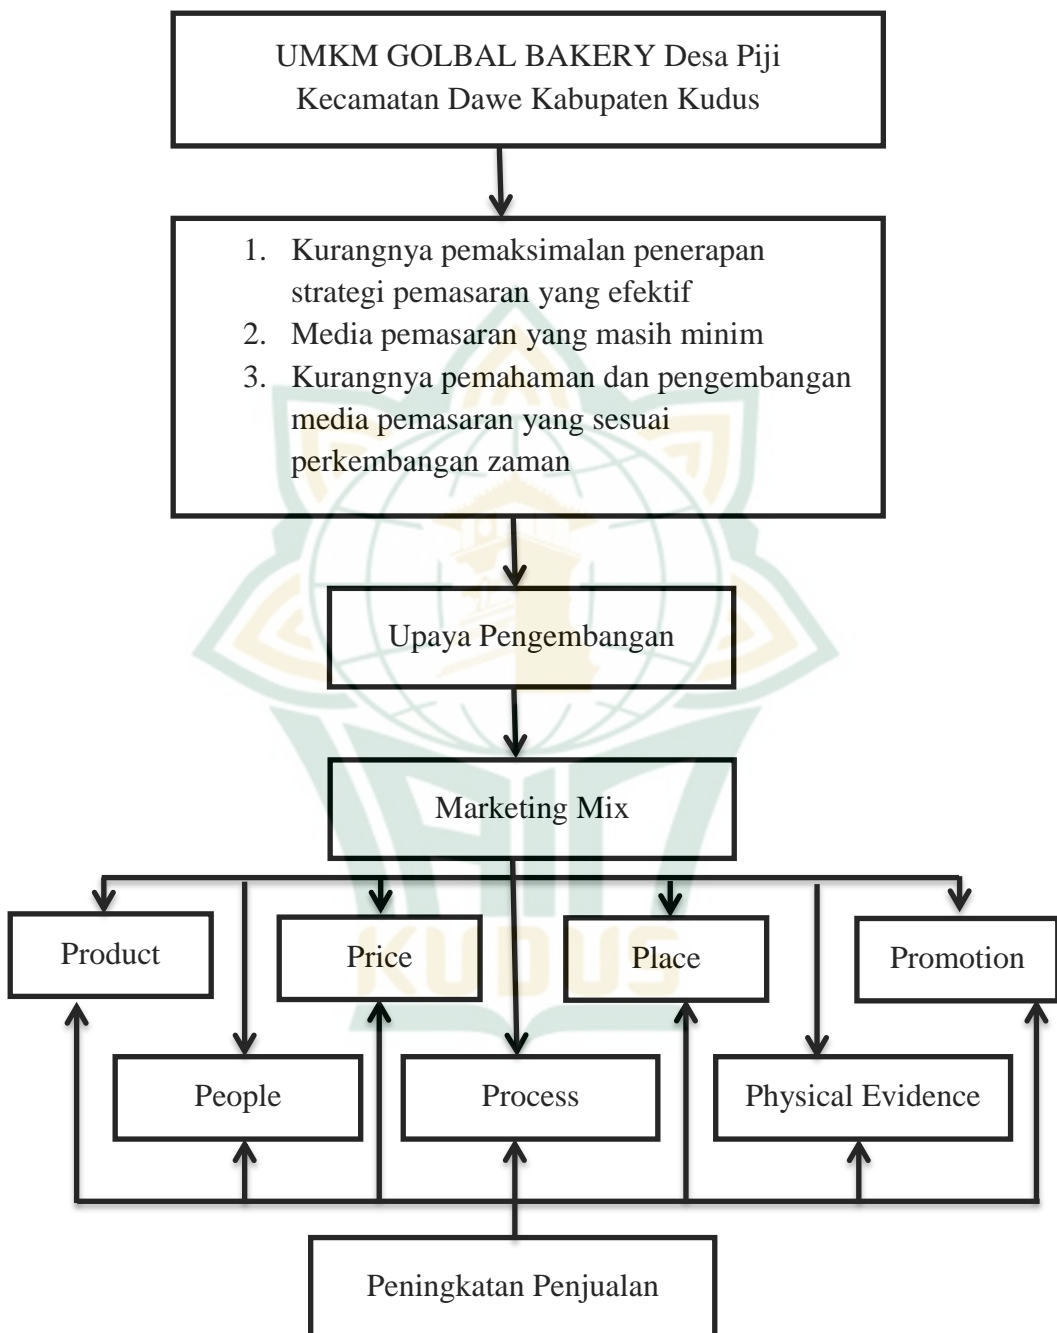 UMKM GOLBAL BAKERY Desa Piji
Kecamatan Dawe Kabupaten Kudus
1. Kurangnya pemaksimalan penerapan
strategi pemasaran yang efektif
2. Media pemasaran yang masih minim
3. Kurangnya pemahaman dan pengembangan
media pemasaran yang sesuai
perkembangan zaman
Upaya Pengembangan
Marketing Mix
Product
Price
Place
Promotion
People
Process
Physical Evidence
Peningkatan Penjualan
IAIN
KUDUS